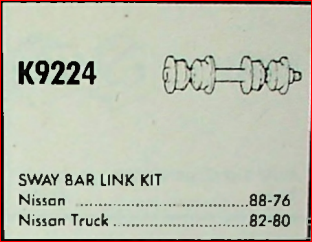 K9224
SWAY BAR LINK KIT
Nissan ................................ 88-76
Nissan Truck ........................ 82-80